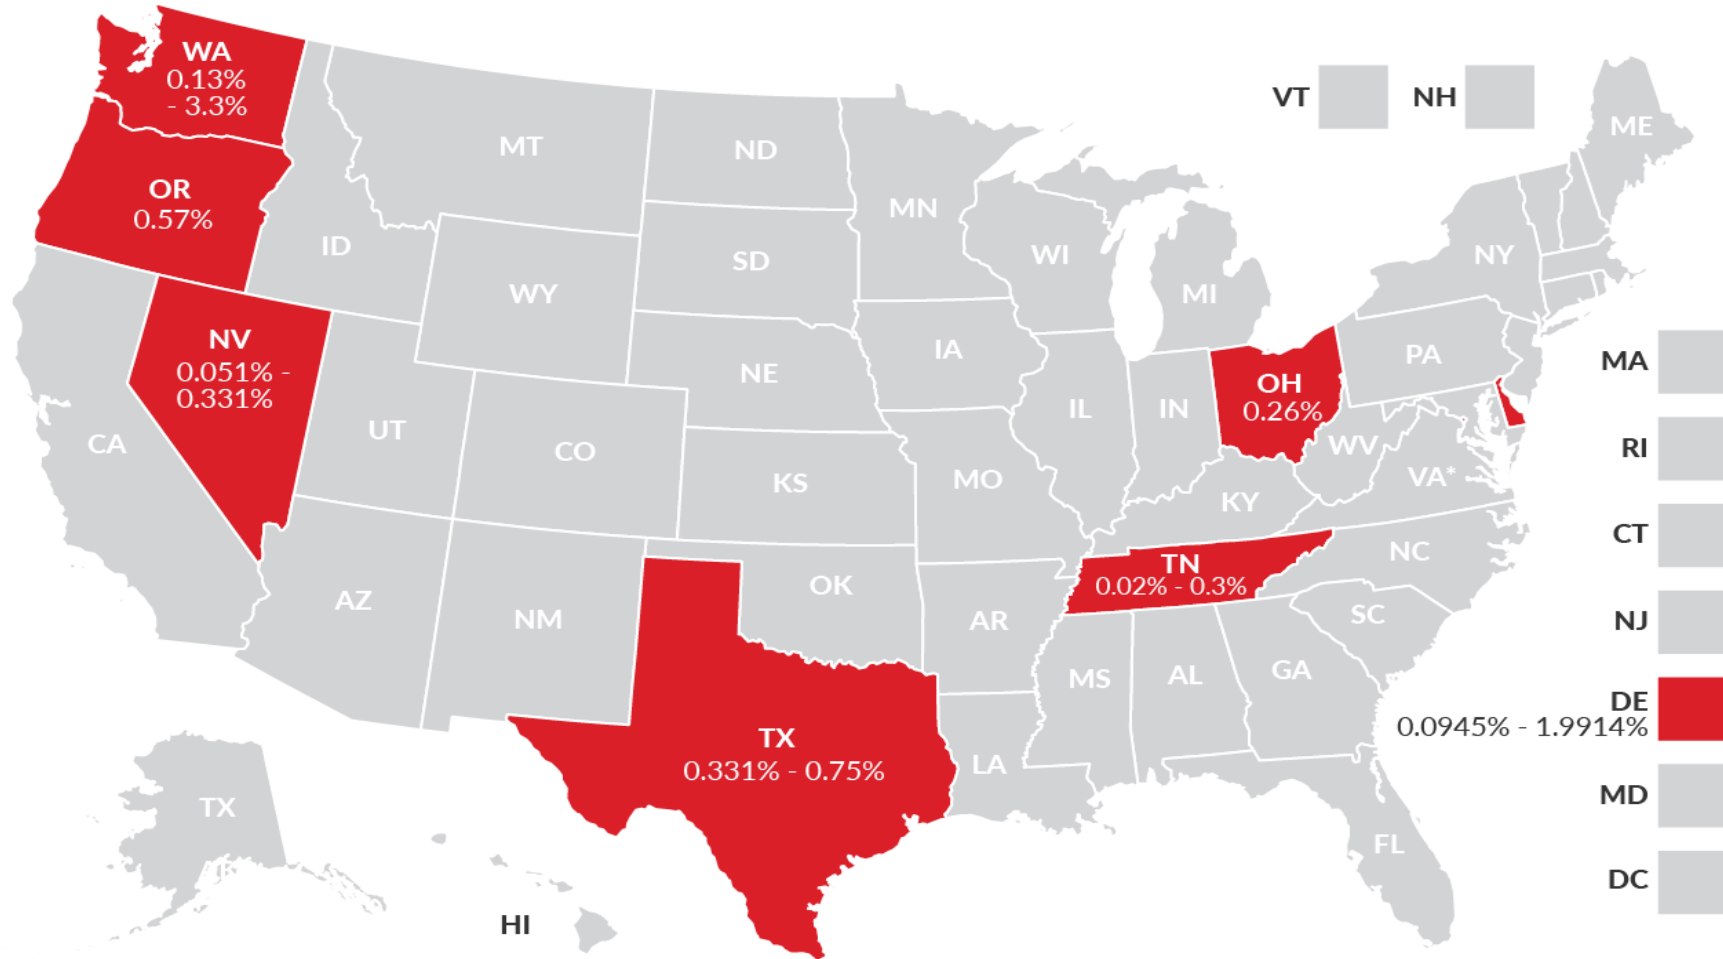 WA
0.13%
- 3.3%
VT
NH
ME
MT
ND
OR
0.57%
MN
ID
WI
NY
SD
WY
MI
NV
0.051% -
0.331%
IA
PA
MA
NE
OH
0.26%
IL
IN
UT
CA
CO
WV
RI
KS
MO
VA*
KY
CT
NC
TN
0.02% - 0.3%
OK
AZ
NM
AR
SC
NJ
MS
AL
GA
DE
0.0945% - 1.9914%
TX
0.331% - 0.75%
LA
MD
TX
FL
DC
HI